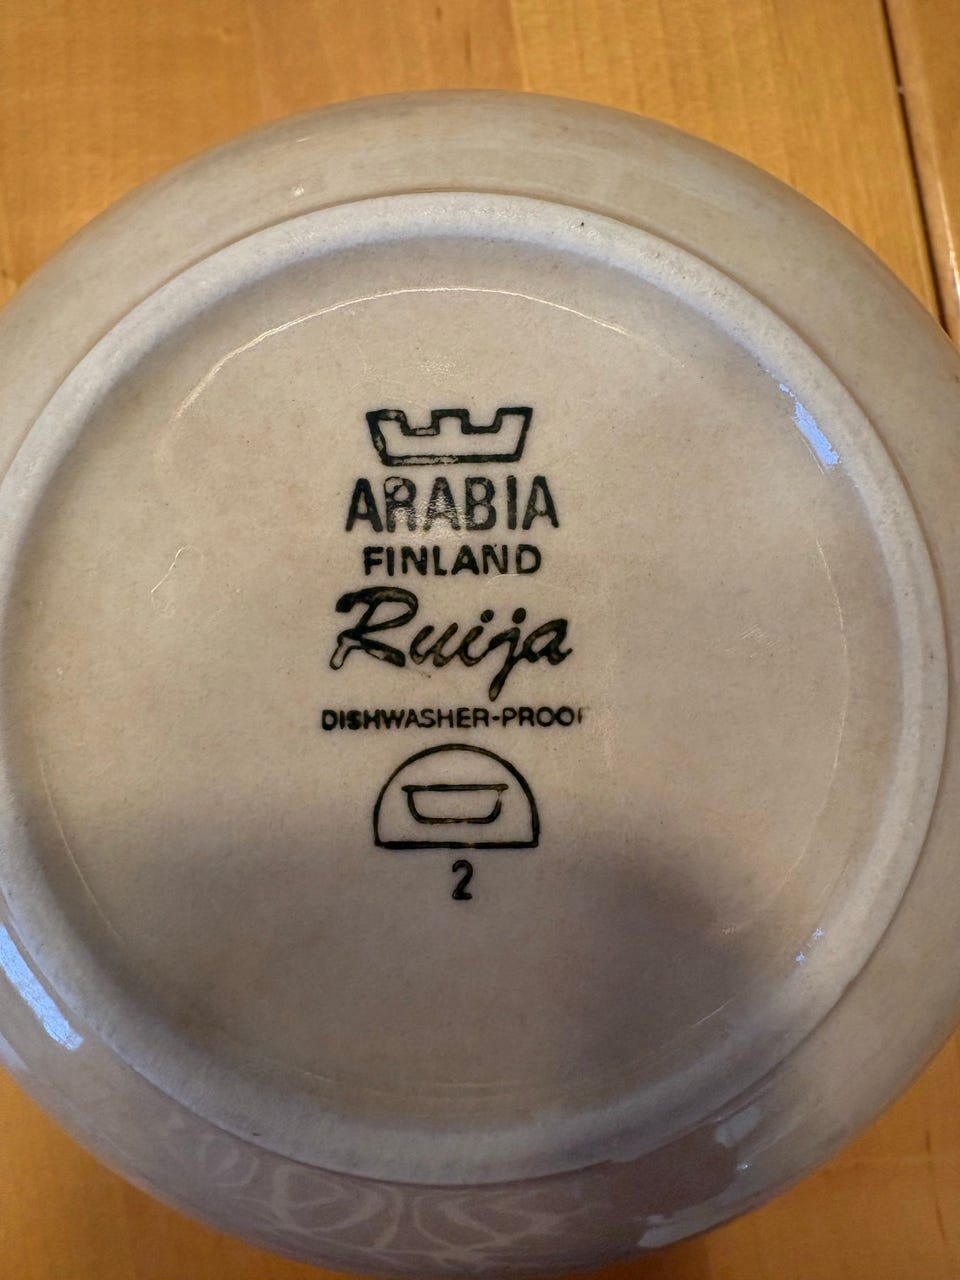 ARABIA
FINLAND
Ruija
DISHWASHER-PROOF
2